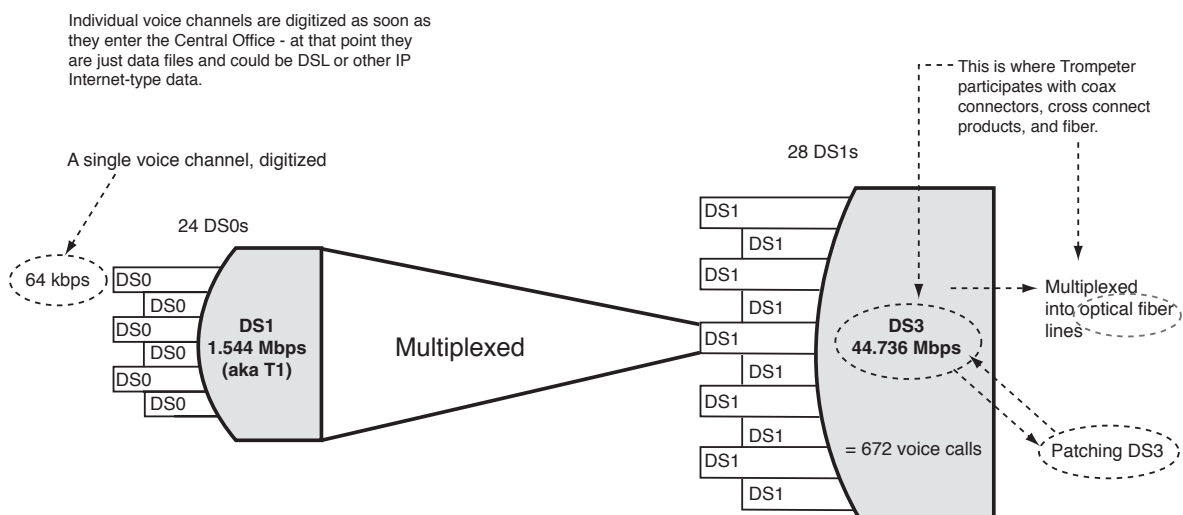 Individual voice channels are digitized as soon as
they enter the Central Office - at that point they
are just data files and could be DSL or other IP
Internet-type data.
This is where Trompeter
participates with coax
connectors, cross connect
products, and fiber.
A single voice channel, digitized
28 DS1s
24 DS0s
64 kbps
DS0
DS0
DS0
DS0
DS0
DS0
DS1
1.544 Mbps
(aka T1)
Multiplexed
DS1
DS1
DS1
DS1
DS1
DS1
DS1
DS1
DS1
DS1
DS3
44.736 Mbps
= 672 voice calls
Multiplexed
into optical fiber
lines
Patching DS3